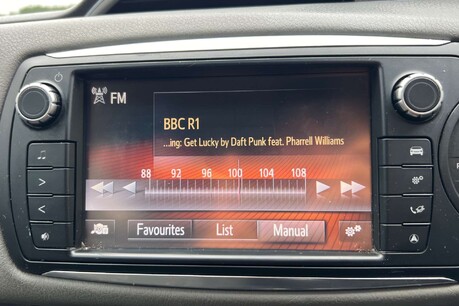 FM
BBC R1
...ing: Get Lucky by Daft Punk feat. Pharrell Williams
88 92 96 100 104 108
Favourites List Manual